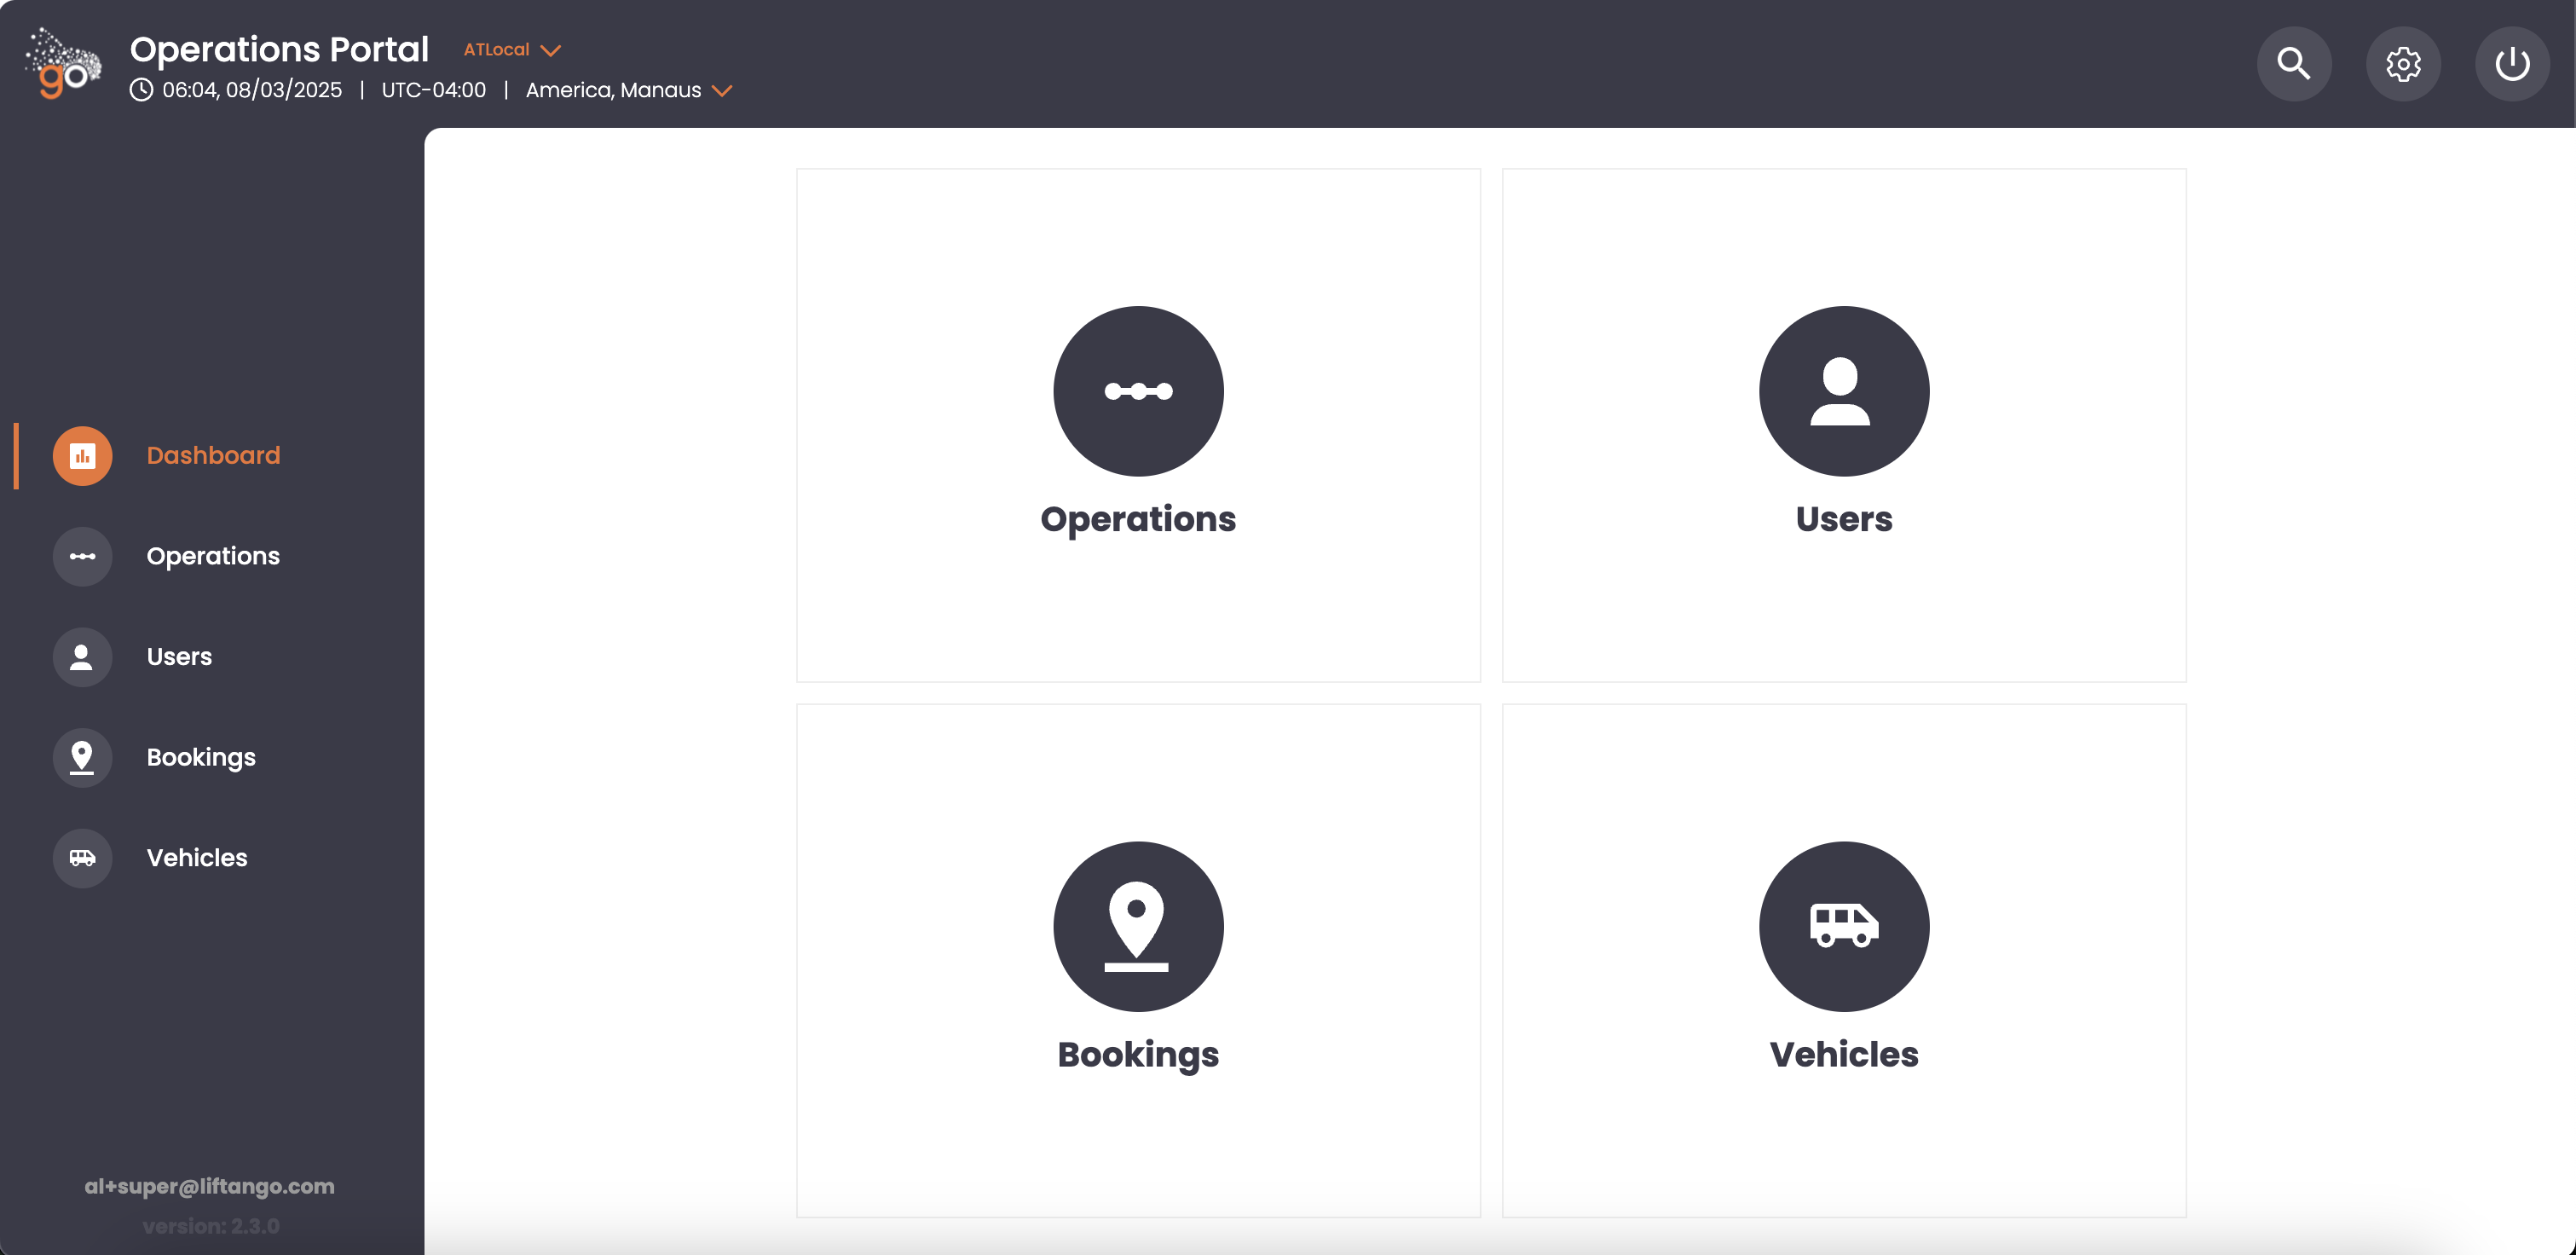 go
Operations Portal ATLocal
06:04, 08/03/2025 | UTC-04:00 | America, Manaus
Dashboard
Operations
Users
Bookings
Vehicles
al+super@liftango.com
version: 2.3.0
Operations
Users
Bookings
Vehicles